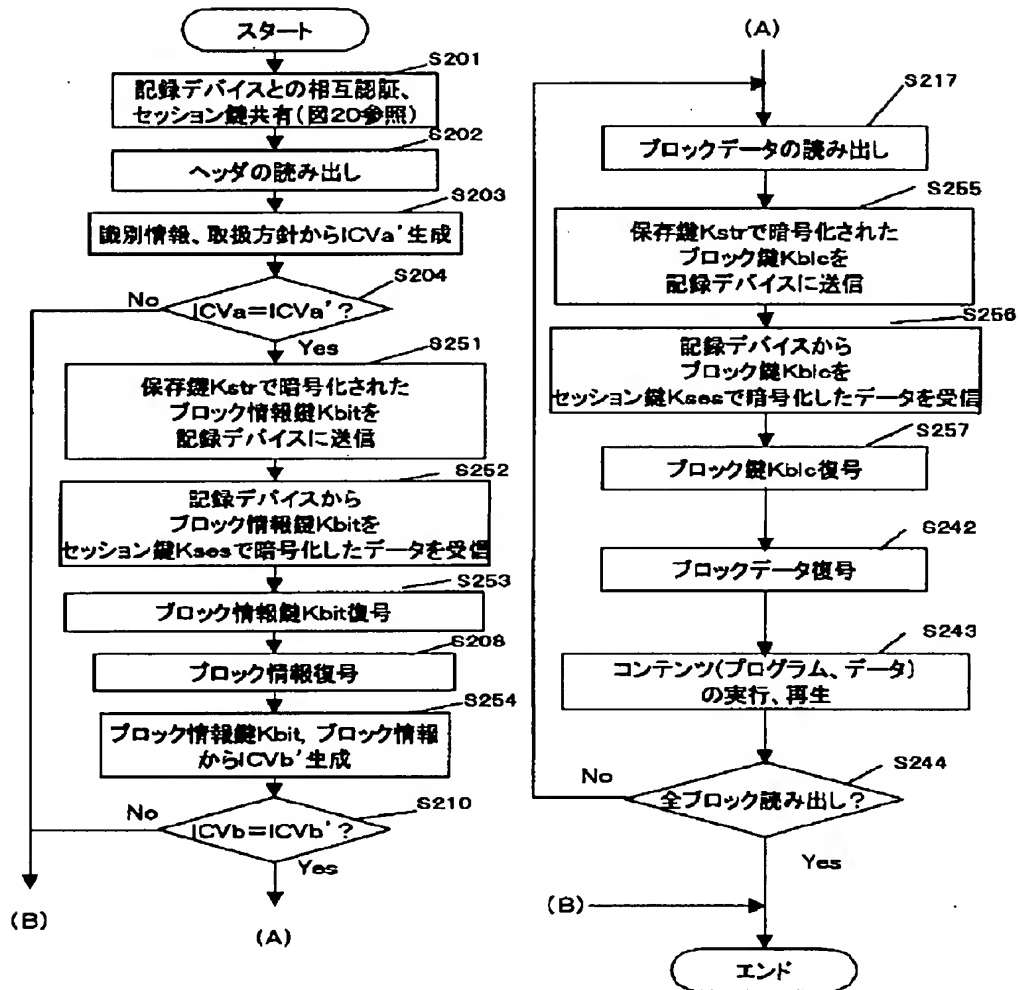 スタート
S201
記録デバイスとの相互認証、
セッション鍵共有(図20参照)
S202
ヘッダの読み出し
S203
識別情報、取扱方針からICVa'生成
S204
No
ICVa=ICVa'?
Yes
S251
保存鍵Kstrで暗号化された
ブロック情報鍵Kbitを
記録デバイスに送信
S252
記録デバイスから
ブロック情報鍵Kbitを
セッション鍵Ksesで暗号化したデータを受信
S253
ブロック情報鍵Kbit復号
S208
ブロック情報復号
S254
ブロック情報鍵Kbit, ブロック情報
からICVb'生成
S210
No
ICVb=ICVb'?
Yes
(B)
(A)
(A)
S217
ブロックデータの読み出し
S255
保存鍵Kstrで暗号化された
ブロック鍵Kblcを
記録デバイスに送信
S256
記録デバイスから
ブロック鍵Kblcを
セッション鍵Ksesで暗号化したデータを受信
S257
ブロック鍵Kblc復号
S242
ブロックデータ復号
S243
コンテンツ(プログラム、データ)
の実行、再生
S244
No
全ブロック読み出し?
Yes
(B)
エンド